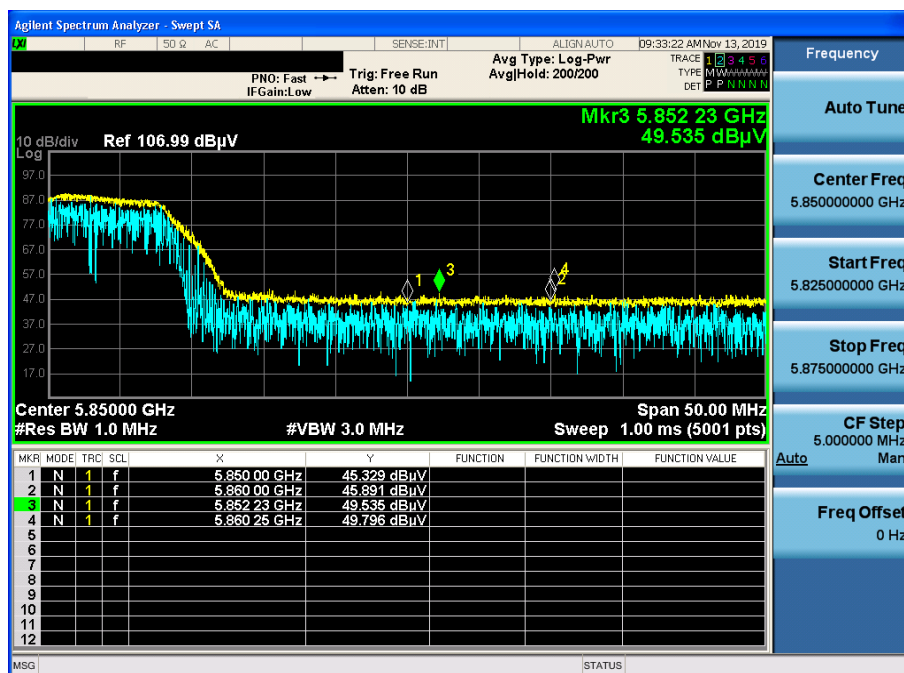 Agilent Spectrum Analyzer - Swept SA
LXI RF 50 Ω AC SENSE:INT ALIGN AUTO 09:33:22 AM Nov 13, 2019
PNO: Fast
IFGain:Low
Trig: Free Run
Atten: 10 dB
Avg Type: Log-Pwr
Avg|Hold: 200/200
TRACE 1 2 3 4 5 6
TYPE M W
DET P P N N N N
Mkr3 5.852 23 GHz
49.535 dBµV
10 dB/div Ref 106.99 dBµV
Log
97.0
87.0
77.0
67.0
57.0
47.0
37.0
27.0
17.0
1
3
4
2
Center 5.85000 GHz Span 50.00 MHz
#Res BW 1.0 MHz #VBW 3.0 MHz Sweep 1.00 ms (5001 pts)
MKR MODE TRC SCL X Y FUNCTION FUNCTION WIDTH FUNCTION VALUE
1 N 1 f 5.850 00 GHz 45.329 dBµV
2 N 1 f 5.860 00 GHz 45.891 dBµV
3 N 1 f 5.852 23 GHz 49.535 dBµV
4 N 1 f 5.860 25 GHz 49.796 dBµV
5
6
7
8
9
10
11
12
MSG STATUS
Frequency
Auto Tune
Center Freq
5.850000000 GHz
Start Freq
5.825000000 GHz
Stop Freq
5.875000000 GHz
CF Step
5.000000 MHz
Auto Man
Freq Offset
0 Hz